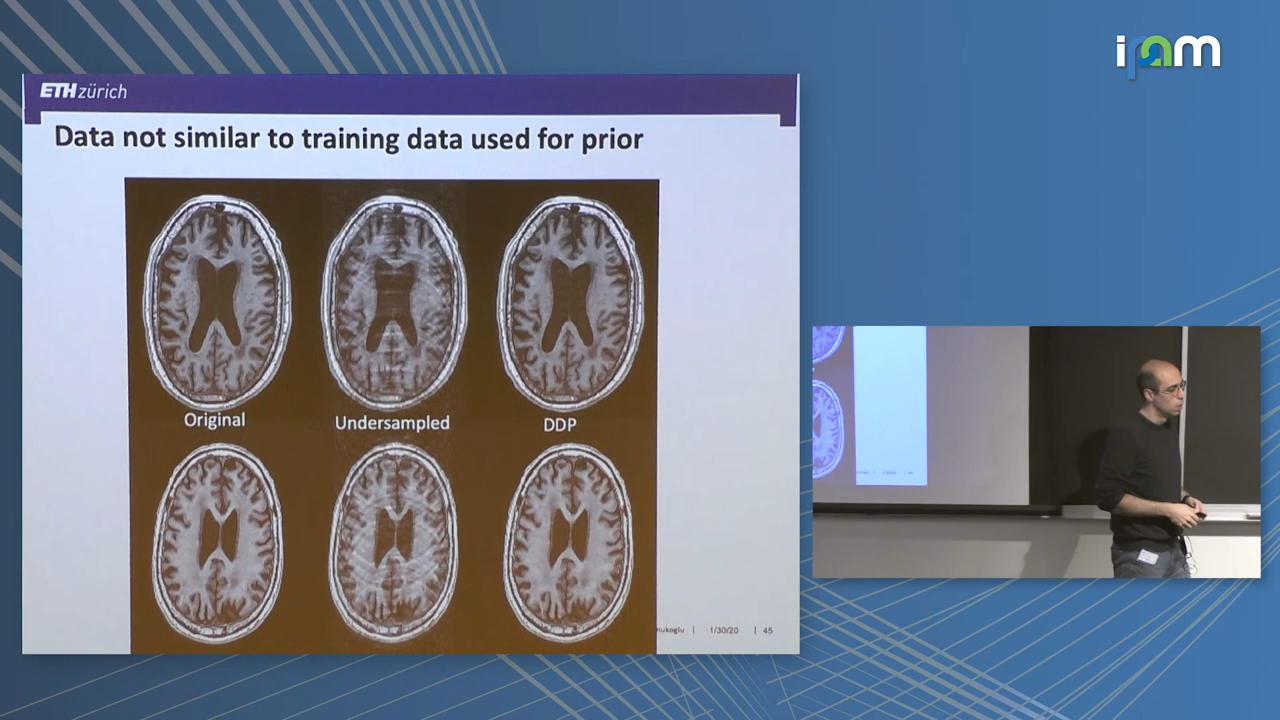 ipam
ETH zürich
Data not similar to training data used for prior
Original
Undersampled
DDP
nukoglu | 1/30/20 | 45